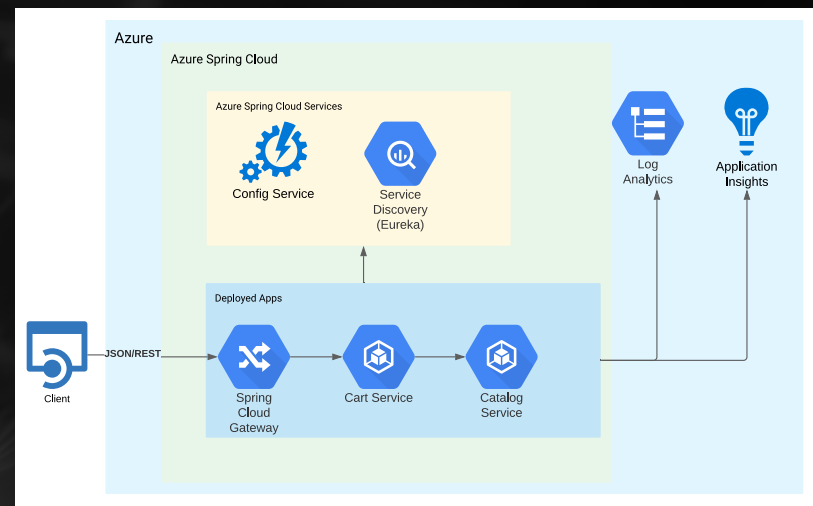 Azure
Azure Spring Cloud
Azure Spring Cloud Services
Config Service
Service
Discovery
(Eureka)
Log
Analytics
Application
Insights
Deployed Apps
JSON/REST
Client
Spring
Cloud
Gateway
Cart Service
Catalog
Service